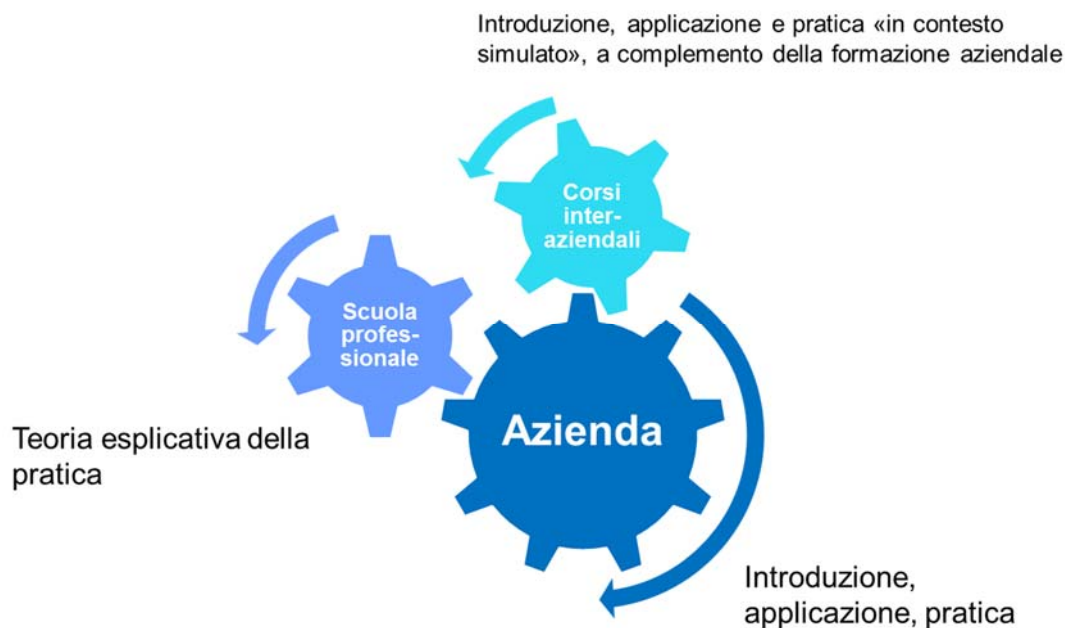 Introduzione, applicazione e pratica «in contesto
simulato», a complemento della formazione aziendale
Corsi
inter-
aziendali
Scuola
profes-
sionale
Azienda
Teoria esplicativa della
pratica
Introduzione,
applicazione, pratica